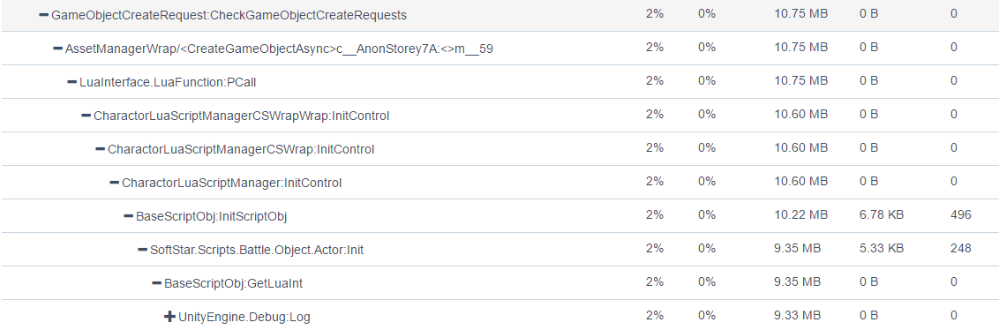 GameObjectCreateRequest:CheckGameObjectCreateRequests 2% 0% 10.75 MB 0 B 0
AssetManagerWrap/<CreateGameObjectAsync>c__AnonStorey7A:<>m__59 2% 0% 10.75 MB 0 B 0
LuaInterface.LuaFunction:PCall 2% 0% 10.75 MB 0 B 0
CharactorLuaScriptManagerCSWrapWrap:InitControl 2% 0% 10.60 MB 0 B 0
CharactorLuaScriptManagerCSWrap:InitControl 2% 0% 10.60 MB 0 B 0
CharactorLuaScriptManager:InitControl 2% 0% 10.60 MB 0 B 0
BaseScriptObj:InitScriptObj 2% 0% 10.22 MB 6.78 KB 496
SoftStar.Scripts.Battle.Object.Actor:Init 2% 0% 9.35 MB 5.33 KB 248
BaseScriptObj:GetLuaInt 2% 0% 9.35 MB 0 B 0
UnityEngine.Debug:Log 2% 0% 9.33 MB 0 B 0